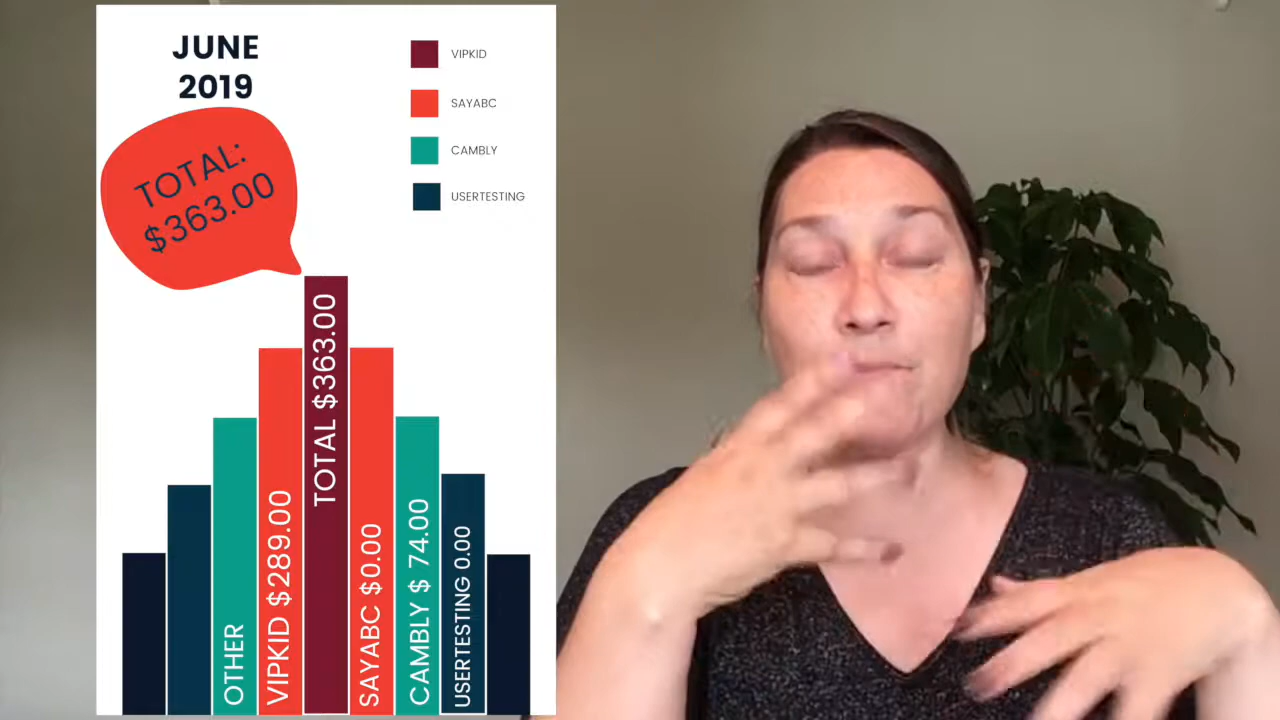 JUNE
2019
VIPKID
SAYABC
CAMBLY
USERTESTING
TOTAL:
$363.00
OTHER
VIPKID $289.00
TOTAL $363.00
SAYABC $0.00
CAMBLY $ 74.00
USERTESTING 0.00